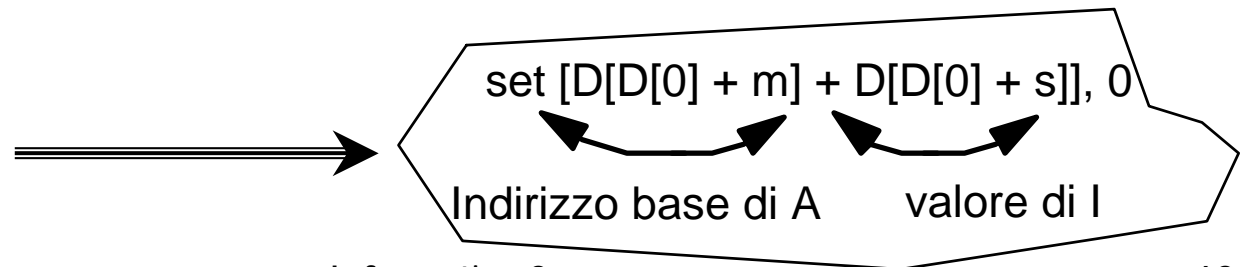 set [D[D[0] + m] + D[D[0] + s]], 0
Indirizzo base di A valore di I